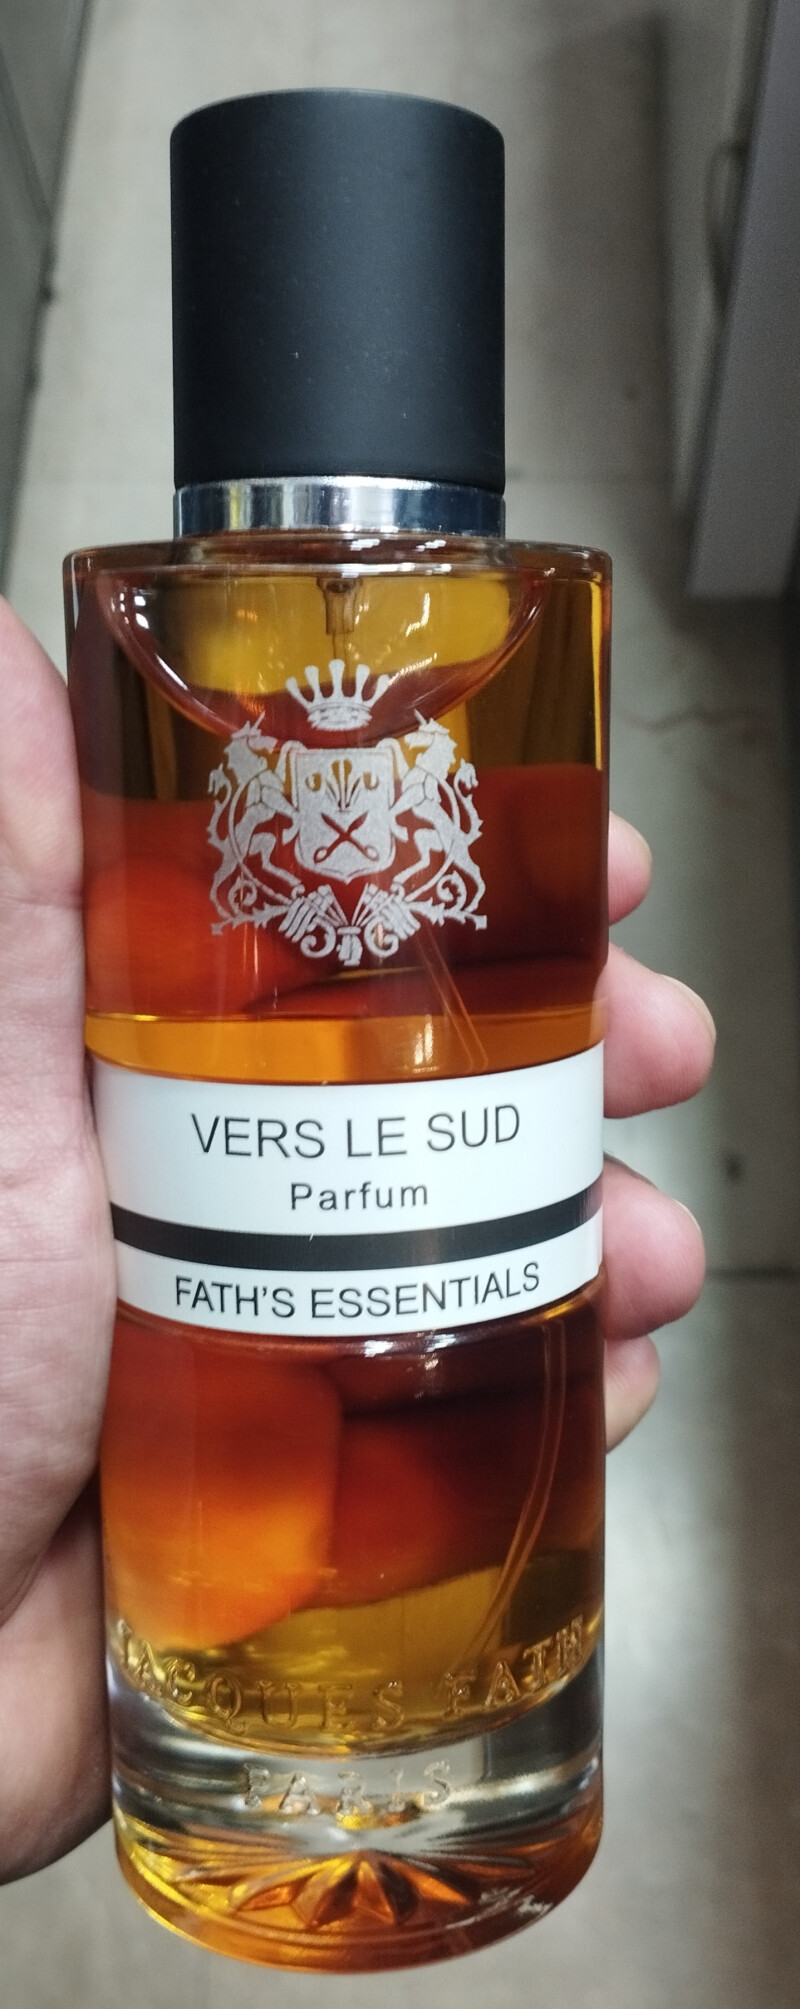 VERS LE SUD
Parfum
FATH'S ESSENTIALS
JACQUES FATH
PARIS